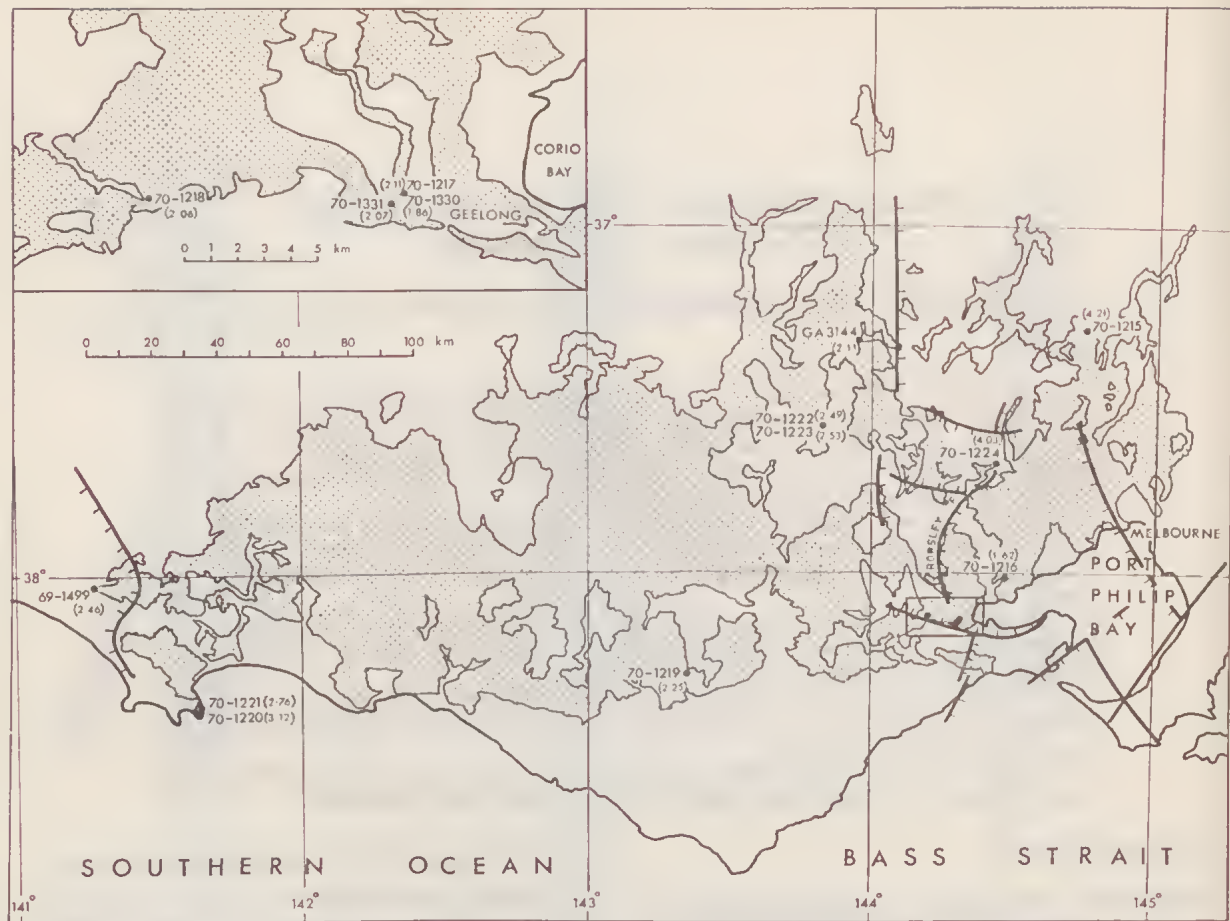 CORIO
BAY
70-1218
(2·06)
(2·11) 70-1217
70-1331 70-1330
(2·07) (1·86)
GEELONG
0 1 2 3 4 5 km
37°
0 20 40 60 80 100 km
GA3144
(2·11)
(4·21)
70-1215
70-1222 (2·49)
70-1223 (2·53)
(4·03)
70-1224
ROWSLEY
MELBOURNE
38°
(1·62)
70-1216
PORT
PHILIP
BAY
69-1499
(2·46)
70-1219
(2·25)
70-1221 (2·76)
70-1220 (3·12)
SOUTHERN OCEAN
BASS STRAIT
141° 142° 143° 144° 145°